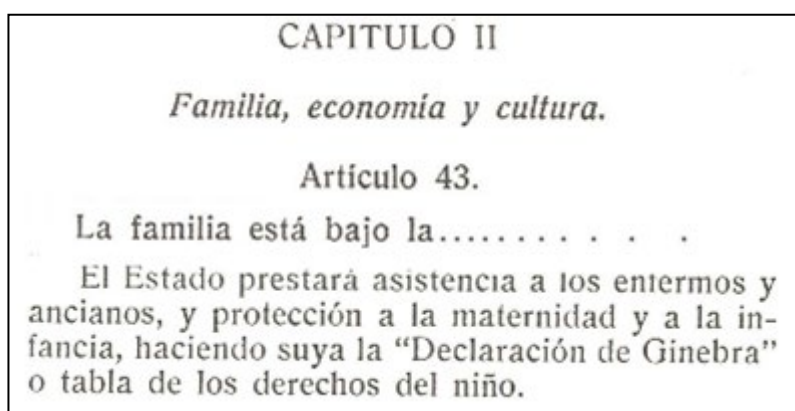 CAPITULO II
Familia, economía y cultura.
Artículo 43.
La familia está bajo la.......... . . .
El Estado prestará asistencia a los enfermos y
ancianos, y protección a la maternidad y a la in-
fancia, haciendo suya la “Declaración de Ginebra”
o tabla de los derechos del niño.